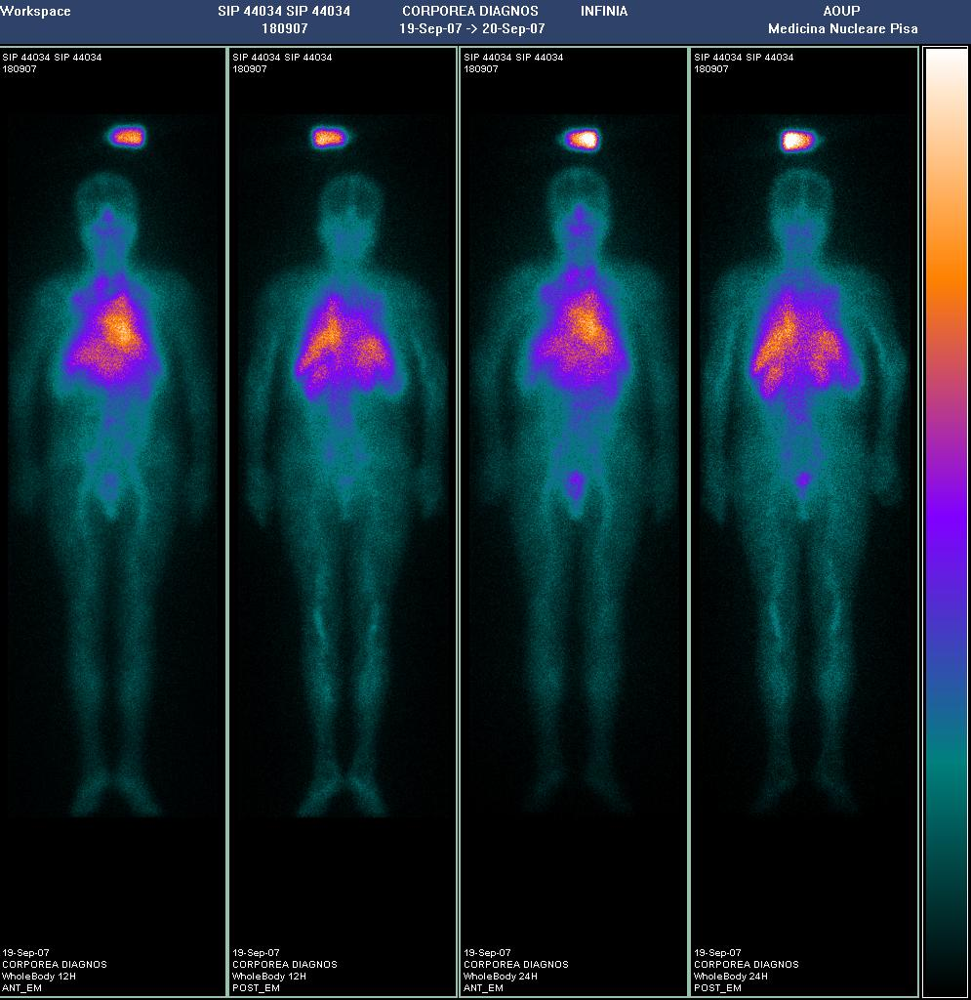 Workspace SIP 44034 SIP 44034 CORPOREA DIAGNOS INFINIA AOUP
180907 19-Sep-07 -> 20-Sep-07 Medicina Nucleare Pisa
SIP 44034 SIP 44034
180907
SIP 44034 SIP 44034
180907
SIP 44034 SIP 44034
180907
SIP 44034 SIP 44034
180907
19-Sep-07
CORPOREA DIAGNOS
WholeBody 12H
ANT_EM
19-Sep-07
CORPOREA DIAGNOS
WholeBody 12H
POST_EM
19-Sep-07
CORPOREA DIAGNOS
WholeBody 24H
ANT_EM
19-Sep-07
CORPOREA DIAGNOS
WholeBody 24H
POST_EM